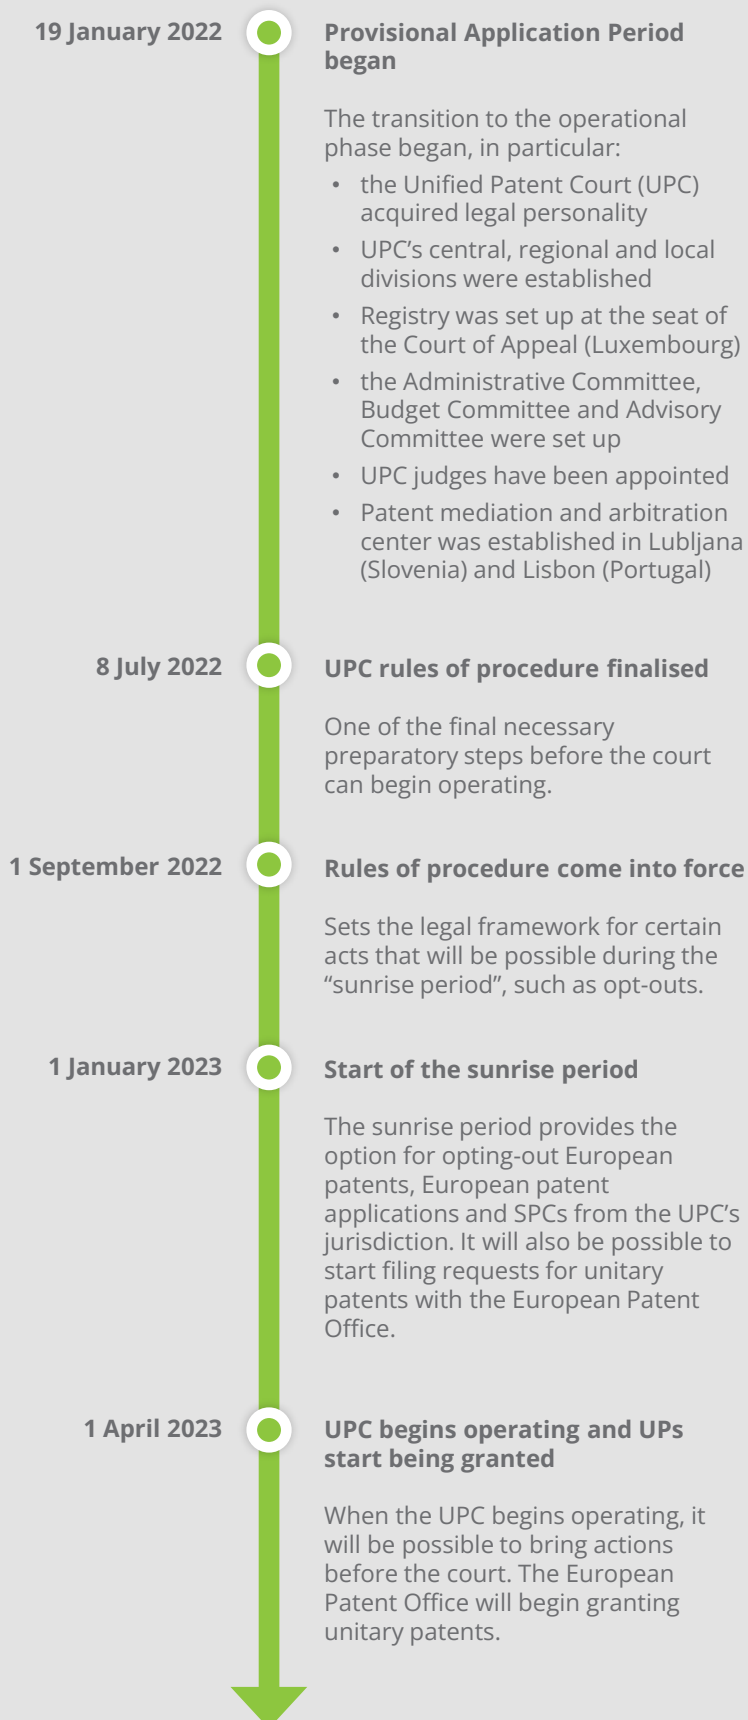 19 January 2022
Provisional Application Period
began
The transition to the operational
phase began, in particular:
• the Unified Patent Court (UPC)
acquired legal personality
• UPC’s central, regional and local
divisions were established
• Registry was set up at the seat of
the Court of Appeal (Luxembourg)
• the Administrative Committee,
Budget Committee and Advisory
Committee were set up
• UPC judges have been appointed
• Patent mediation and arbitration
center was established in Lubljana
(Slovenia) and Lisbon (Portugal)
8 July 2022
UPC rules of procedure finalised
One of the final necessary
preparatory steps before the court
can begin operating.
1 September 2022
Rules of procedure come into force
Sets the legal framework for certain
acts that will be possible during the
“sunrise period”, such as opt-outs.
1 January 2023
Start of the sunrise period
The sunrise period provides the
option for opting-out European
patents, European patent
applications and SPCs from the UPC’s
jurisdiction. It will also be possible to
start filing requests for unitary
patents with the European Patent
Office.
1 April 2023
UPC begins operating and UPs
start being granted
When the UPC begins operating, it
will be possible to bring actions
before the court. The European
Patent Office will begin granting
unitary patents.